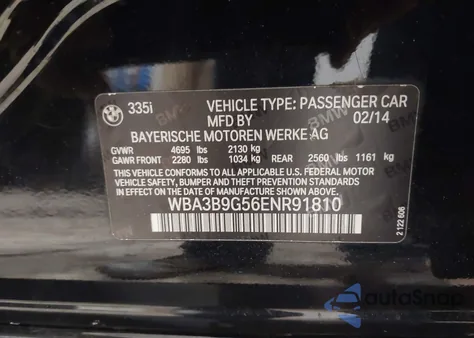 BMW 335i VEHICLE TYPE: PASSENGER CAR
MFD BY 02/14
BAYERISCHE MOTOREN WERKE AG
GVWR 4695 lbs 2130 kg
GAWR FRONT 2280 lbs 1034 kg REAR 2560 lbs 1161 kg
THIS VEHICLE CONFORMS TO ALL APPLICABLE U.S. FEDERAL MOTOR
VEHICLE SAFETY, BUMPER, AND THEFT PREVENTION STANDARDS IN
EFFECT ON THE DATE OF MANUFACTURE SHOWN ABOVE.
WBA3B9G56ENR91810
2 122 606
autoSnap